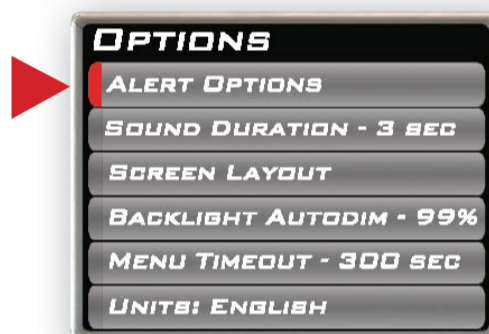 OPTIONS
ALERT OPTIONS
SOUND DURATION - 3 SEC
SCREEN LAYOUT
BACKLIGHT AUTODIM - 99%
MENU TIMEOUT - 300 SEC
UNITS: ENGLISH